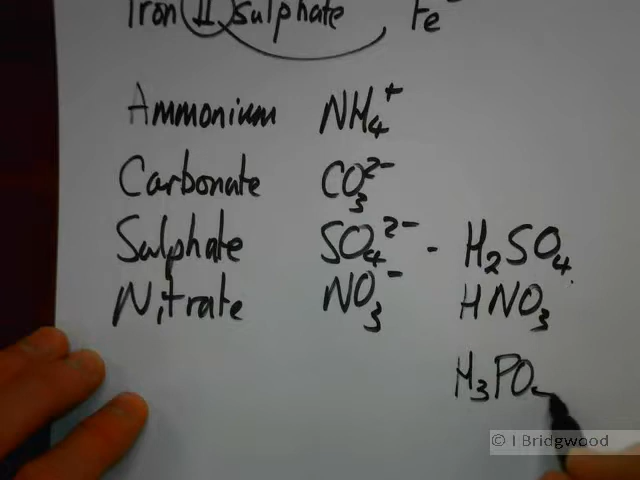 Iron (II) sulphate Fe
Ammonium NH₄⁺
Carbonate CO₃²⁻
Sulphate SO₄²⁻ - H₂SO₄
Nitrate NO₃⁻ HNO₃
H₃PO
© I Bridgwood